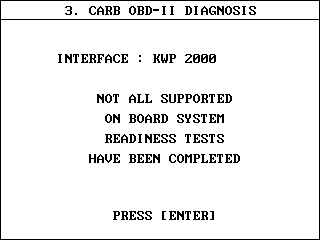 3. CARB OBD-II DIAGNOSIS
INTERFACE : KWP 2000
NOT ALL SUPPORTED
ON BOARD SYSTEM
READINESS TESTS
HAVE BEEN COMPLETED
PRESS [ENTER]